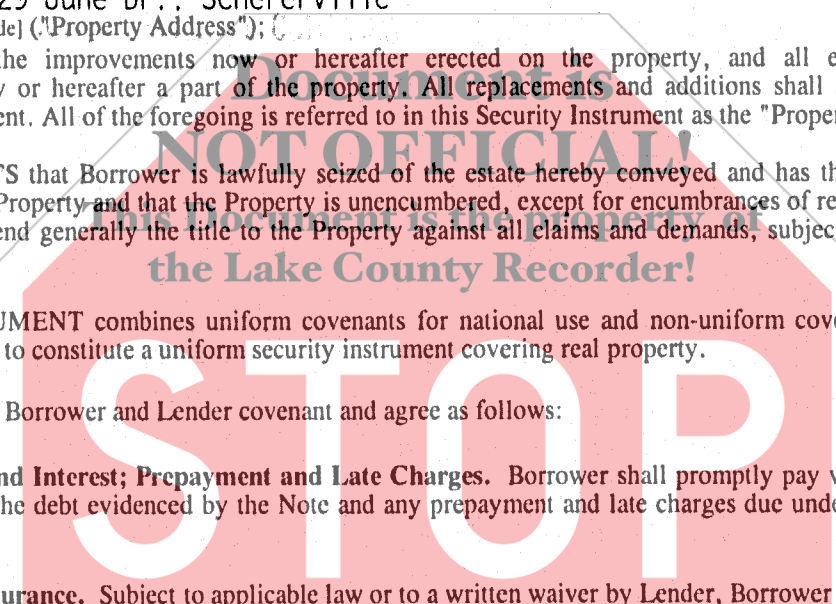 29 June Dr., Schererville
de] ("Property Address");
the improvements now or hereafter erected on the property, and all e
y or hereafter a part of the property. All replacements and additions shall
ent. All of the foregoing is referred to in this Security Instrument as the "Proper
TS that Borrower is lawfully seized of the estate hereby conveyed and has th
Property and that the Property is unencumbered, except for encumbrances of re
end generally the title to the Property against all claims and demands, subjec
UMENT combines uniform covenants for national use and non-uniform cov
to constitute a uniform security instrument covering real property.
Borrower and Lender covenant and agree as follows:
nd Interest; Prepayment and Late Charges. Borrower shall promptly pay w
he debt evidenced by the Note and any prepayment and late charges due unde
urance. Subject to applicable law or to a written waiver by Lender, Borrower
Document is
NOT OFFICIAL!
This Document is the property of
the Lake County Recorder!
STOP